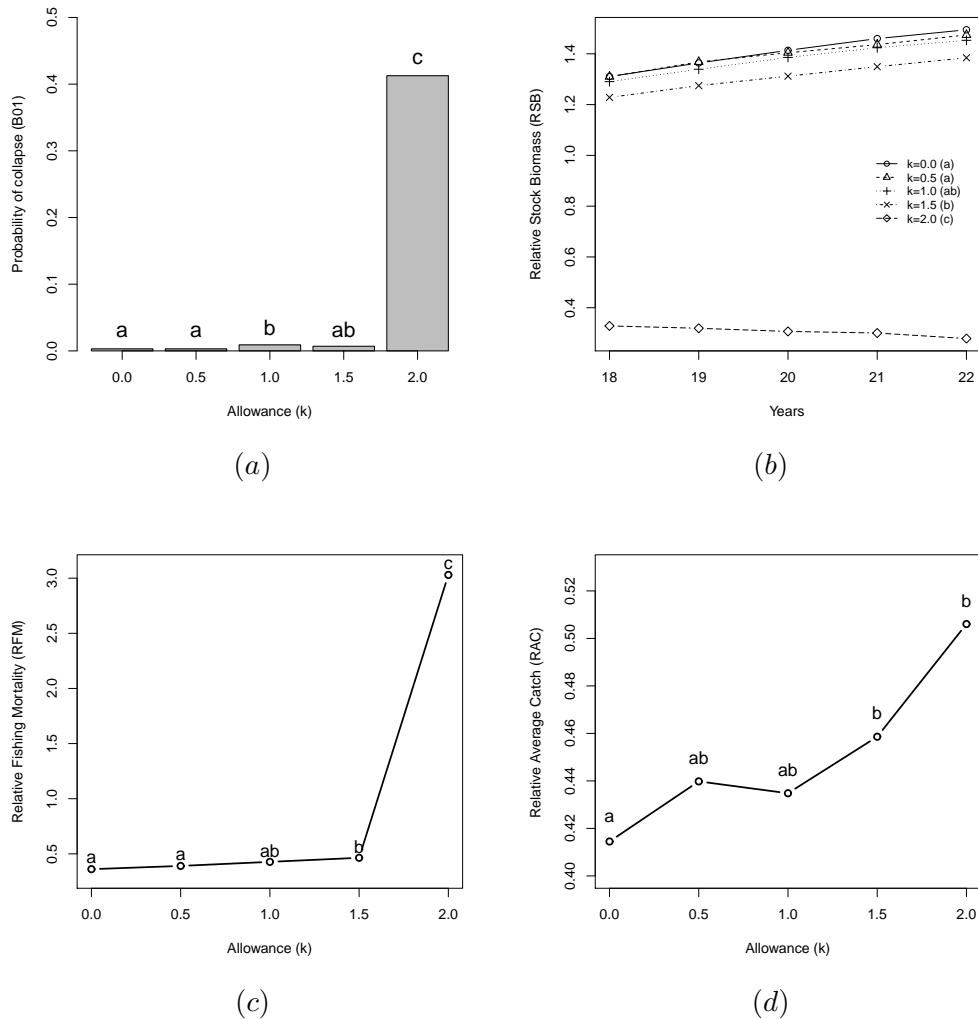 0.0 0.1 0.2 0.3 0.4 0.5
Probability of collapse (B01)
a a b ab c
0.0 0.5 1.0 1.5 2.0
Allowance (k)
(a)
0.4 0.6 0.8 1.0 1.2 1.4
Relative Stock Biomass (RSB)
k=0.0 (a)
k=0.5 (a)
k=1.0 (ab)
k=1.5 (b)
k=2.0 (c)
18 19 20 21 22
Years
(b)
0.5 1.0 1.5 2.0 2.5 3.0
Relative Fishing Mortality (RFM)
a a ab b c
0.0 0.5 1.0 1.5 2.0
Allowance (k)
(c)
0.40 0.42 0.44 0.46 0.48 0.50 0.52
Relative Average Catch (RAC)
a ab ab b b
0.0 0.5 1.0 1.5 2.0
Allowance (k)
(d)